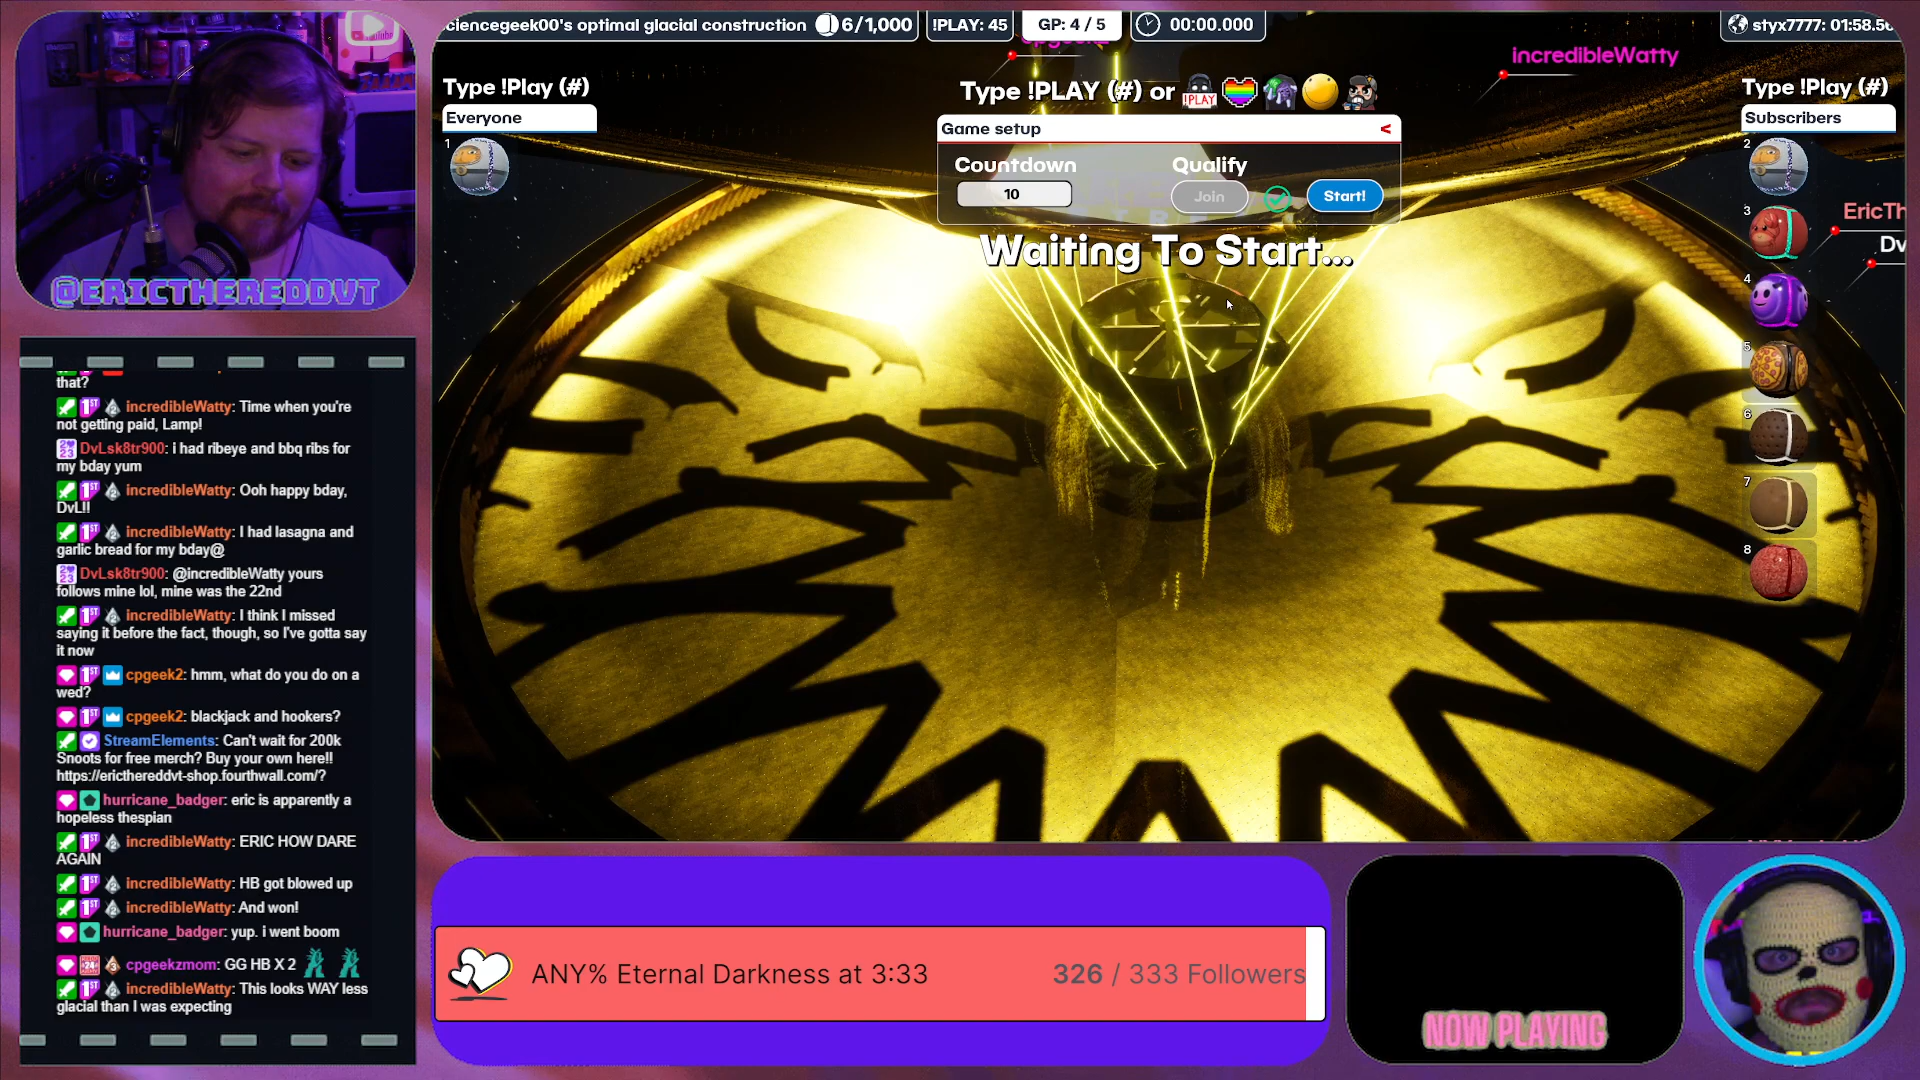 @ERICTHEREDDVT
ciencegeek00's optimal glacial construction 6/1,000
!PLAY: 45
GP: 4 / 5
00:00.000
styx7777: 01:58.5
incredibleWatty
Type !Play (#)
Everyone
1
Type !PLAY (#) or
!PLAY
Game setup
<
Countdown
Qualify
10
Join
Start!
Waiting To Start...
Type !Play (#)
Subscribers
2
3
4
5
6
7
8
EricTh
Dv
that?
incredibleWatty: Time when you're
not getting paid, Lamp!
DvLsk8tr900: i had ribeye and bbq ribs for
my bday yum
incredibleWatty: Ooh happy bday,
DvL!!
incredibleWatty: I had lasagna and
garlic bread for my bday@
DvLsk8tr900: @incredibleWatty yours
follows mine lol, mine was the 22nd
incredibleWatty: I think I missed
saying it before the fact, though, so I've gotta say
it now
cpgeek2: hmm, what do you do on a
wed?
cpgeek2: blackjack and hookers?
StreamElements: Can't wait for 200k
Snoots for free merch? Buy your own here!!
https://ericthereddvt-shop.fourthwall.com/?
hurricane_badger: eric is apparently a
hopeless thespian
incredibleWatty: ERIC HOW DARE
AGAIN
incredibleWatty: HB got blowed up
incredibleWatty: And won!
hurricane_badger: yup. i went boom
cpgeekzmom: GG HB X 2
incredibleWatty: This looks WAY less
glacial than I was expecting
ANY% Eternal Darkness at 3:33
326 / 333 Followers
NOW PLAYING